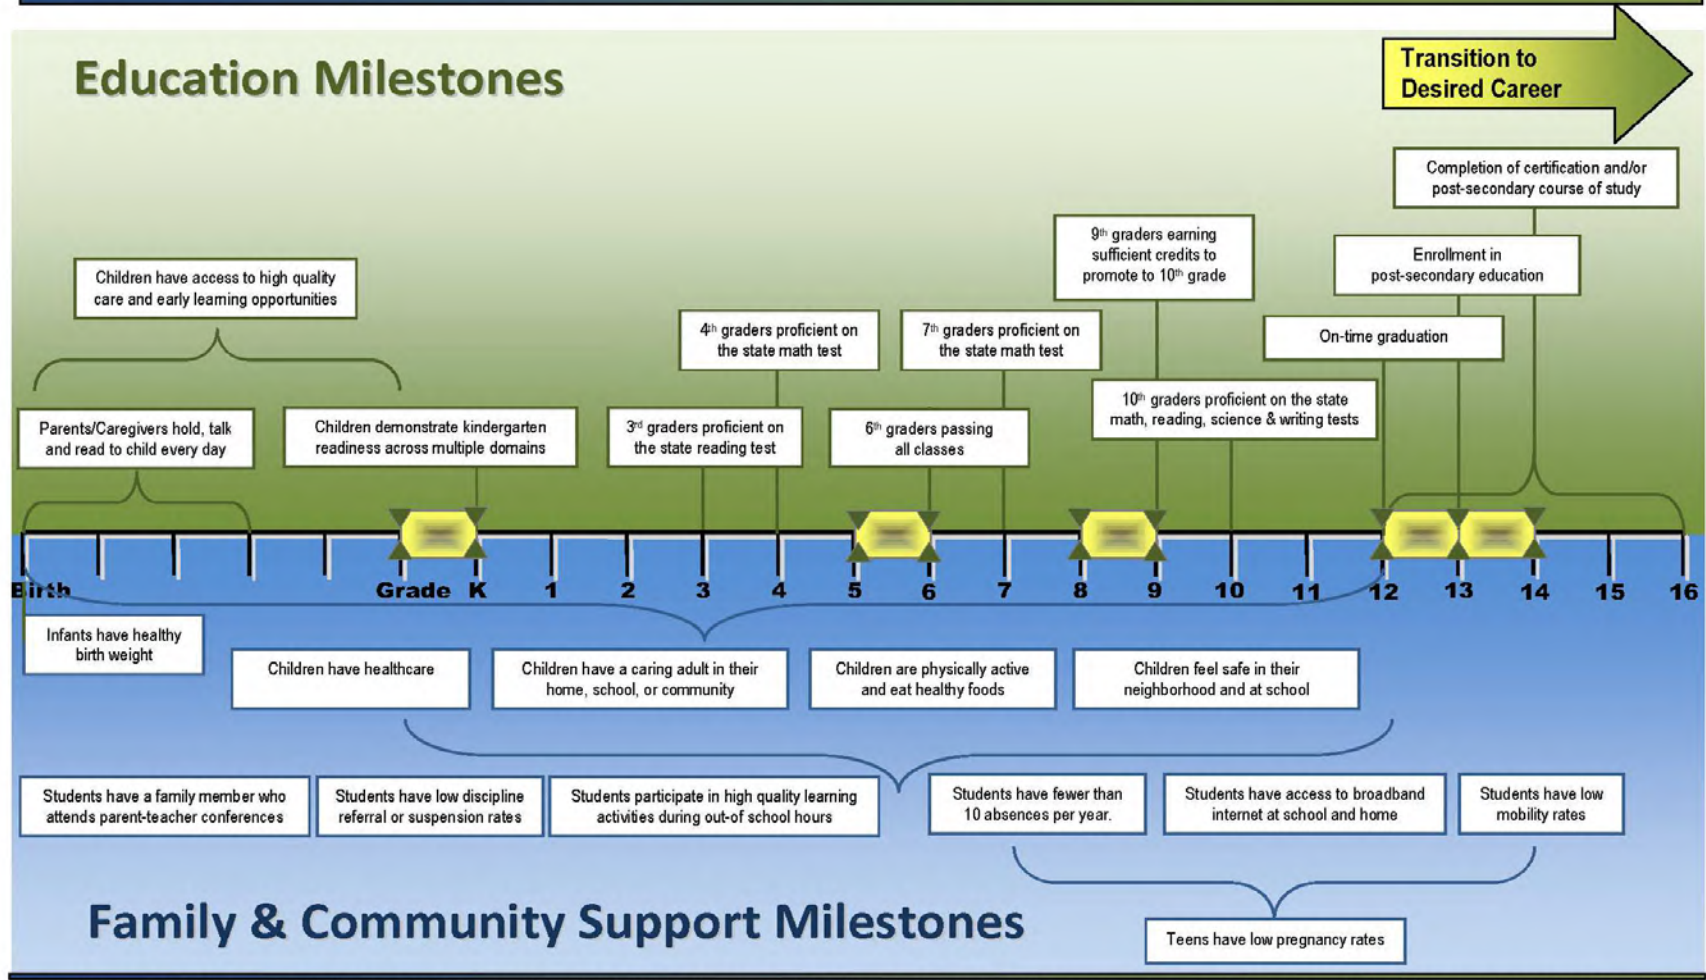 Education Milestones
Transition to
Desired Career
Completion of certification and/or
post-secondary course of study
9th graders earning
sufficient credits to
promote to 10th grade
Enrollment in
post-secondary education
Children have access to high quality
care and early learning opportunities
4th graders proficient on
the state math test
7th graders proficient on
the state math test
On-time graduation
Parents/Caregivers hold, talk
and read to child every day
Children demonstrate kindergarten
readiness across multiple domains
3rd graders proficient on
the state reading test
6th graders passing
all classes
10th graders proficient on the state
math, reading, science & writing tests
Birth Grade K 1 2 3 4 5 6 7 8 9 10 11 12 13 14 15 16
Infants have healthy
birth weight
Children have healthcare
Children have a caring adult in their
home, school, or community
Children are physically active
and eat healthy foods
Children feel safe in their
neighborhood and at school
Students have a family member who
attends parent-teacher conferences
Students have low discipline
referral or suspension rates
Students participate in high quality learning
activities during out-of school hours
Students have fewer than
10 absences per year.
Students have access to broadband
internet at school and home
Students have low
mobility rates
Family & Community Support Milestones
Teens have low pregnancy rates